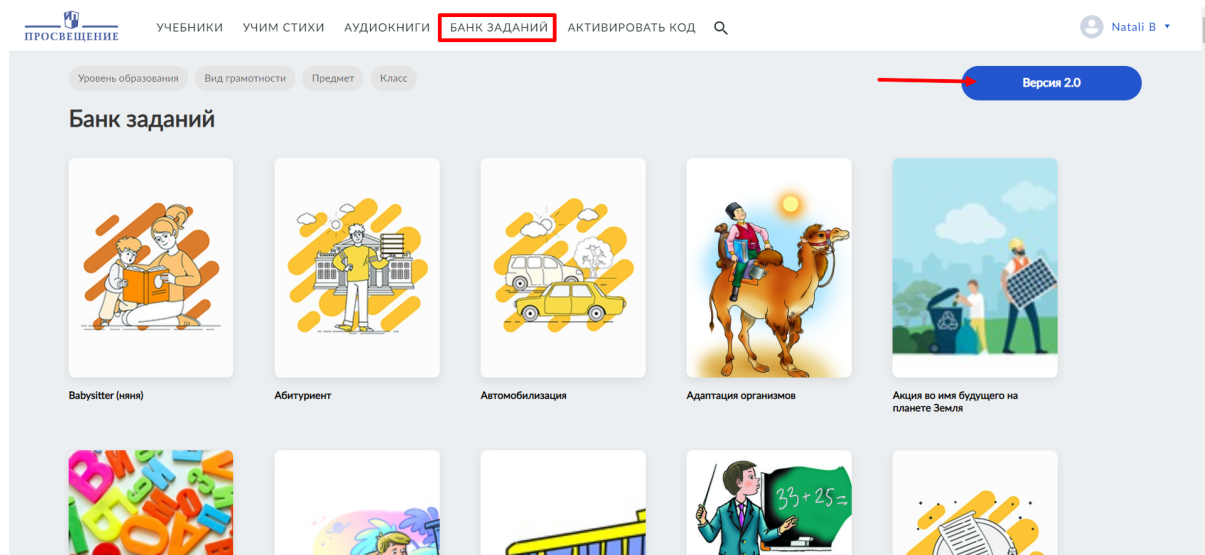 ПРОСВЕЩЕНИЕ
УЧЕБНИКИ УЧИМ СТИХИ АУДИОКНИГИ БАНК ЗАДАНИЙ АКТИВИРОВАТЬ КОД
Natali B
Уровень образования Вид грамотности Предмет Класс
Версия 2.0
Банк заданий
Babysitter (няня)
Абитуриент
Автомобилизация
Адаптация организмов
Акция во имя будущего на
планете Земля
33+25=